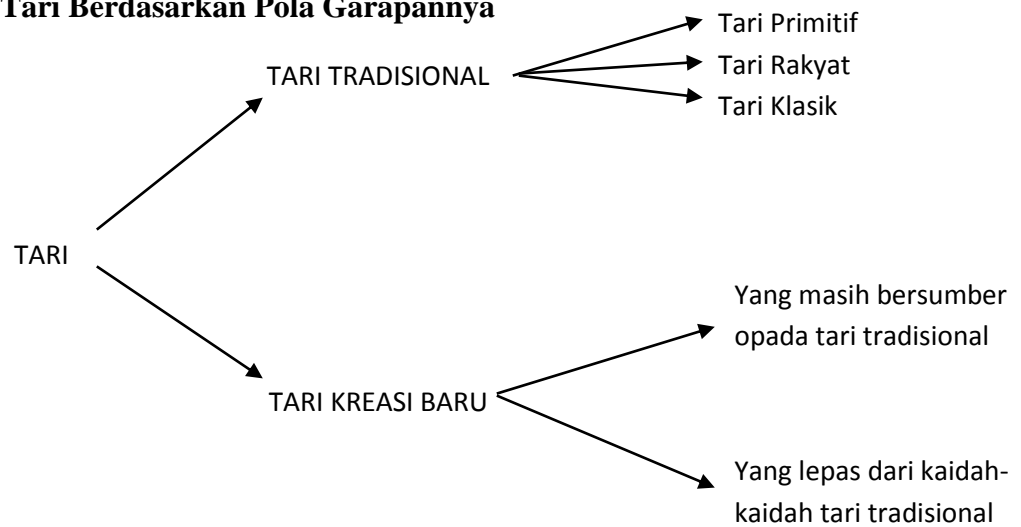 Tari Berdasarkan Pola Garapannya
Tari Primitif
TARI TRADISIONAL
Tari Rakyat
Tari Klasik
TARI
Yang masih bersumber
opada tari tradisional
TARI KREASI BARU
Yang lepas dari kaidah-
kaidah tari tradisional